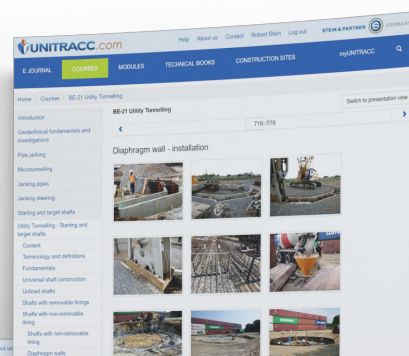 UNITRACC.com
Help About us Contact Robert Stein Log out
STEIN & PARTNER
E JOURNAL COURSES MODULES TECHNICAL BOOKS CONSTRUCTION SITES myUNITRACC
Home Courses BE-21 Utility Tunnelling
Switch to presentation view
Introduction
BE-21 Utility Tunnelling
Geotechnical fundamentals and
investigations
Pipe jacking
Microtunnelling
Jacking pipes
Jacking steering
Starting and target shafts
Utility Tunnelling - Starting and
target shafts
Content
Terminology and definitions
Fundamentals
Universal shaft construction
Unlined shafts
Shafts with removable linings
Shafts with non-removable
lining
Shafts with non-removable
lining
Diaphragm walls
719 /776
Diaphragm wall - installation